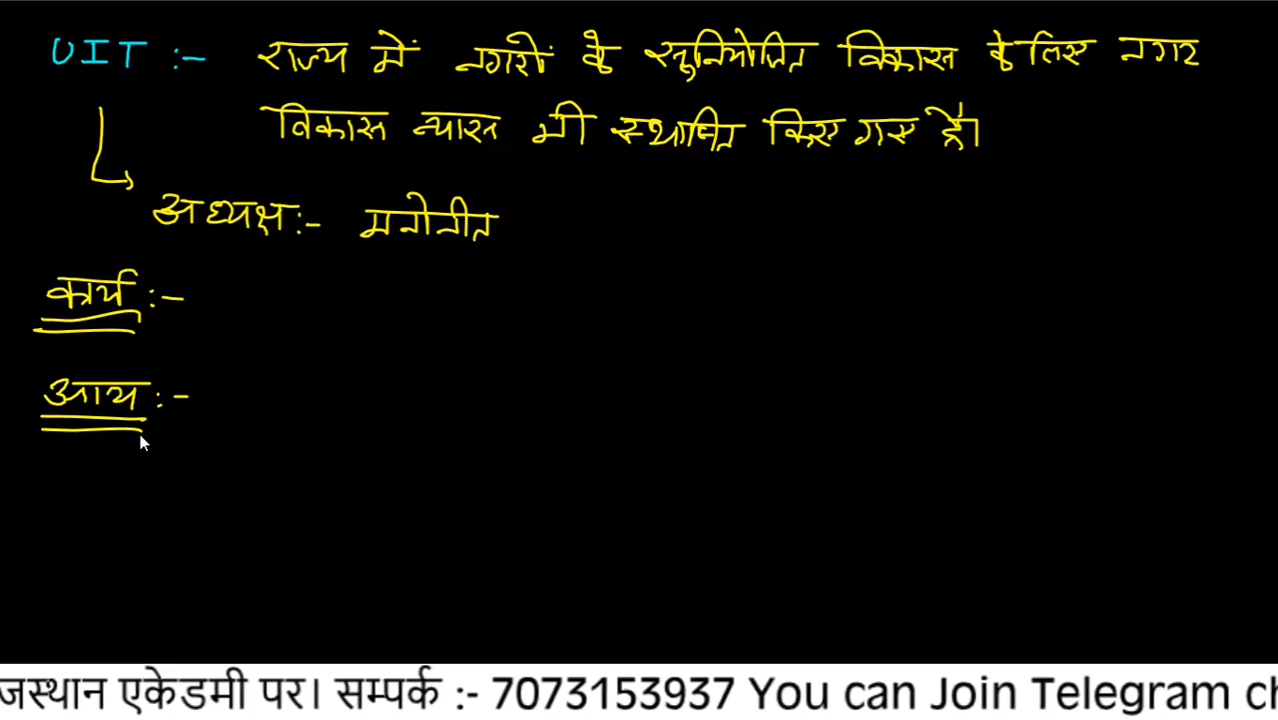 UIT :- राज्य में नगरों के सुनियोजित विकास के लिए नगर
विकास न्यास भी स्थापित किए गए है।
अध्यक्ष:- मनोनीत
कार्य :-
आय :-
जस्थान एकेडमी पर। सम्पर्क :- 7073153937 You can Join Telegram ch